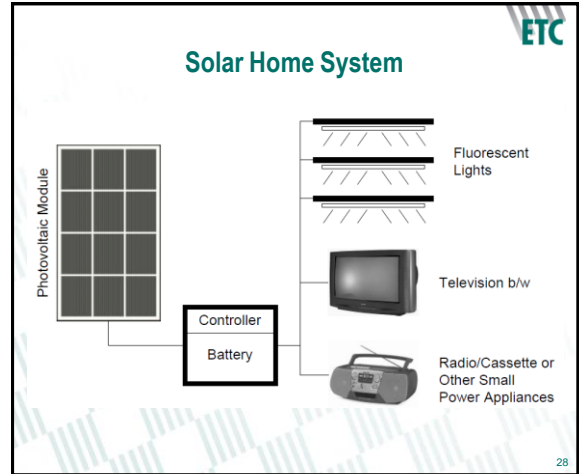 ETC
Solar Home System
Photovoltaic Module
Fluorescent
Lights
Television b/w
Controller
Battery
Radio/Cassette or
Other Small
Power Appliances
28